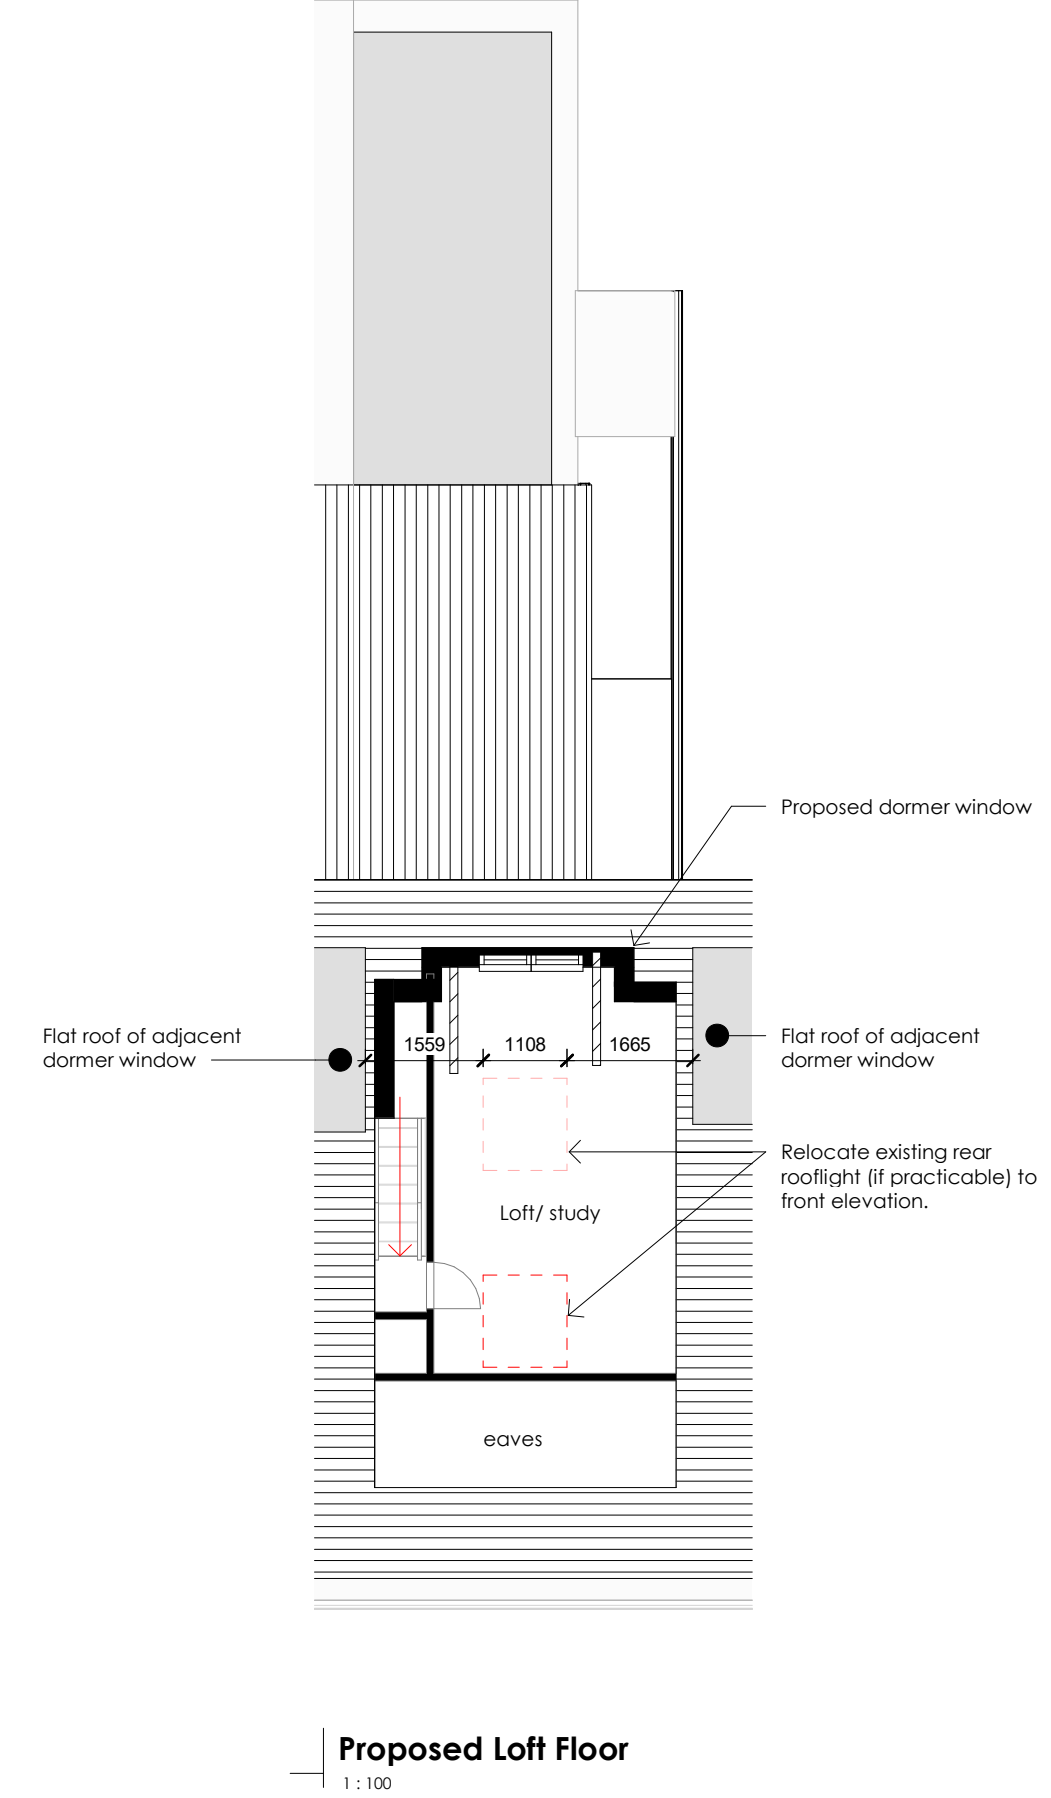 Proposed dormer window
Flat roof of adjacent
dormer window
1559
1108
1665
Flat roof of adjacent
dormer window
Relocate existing rear
rooflight (if practicable) to
front elevation.
Loft/ study
eaves
Proposed Loft Floor
1 : 100